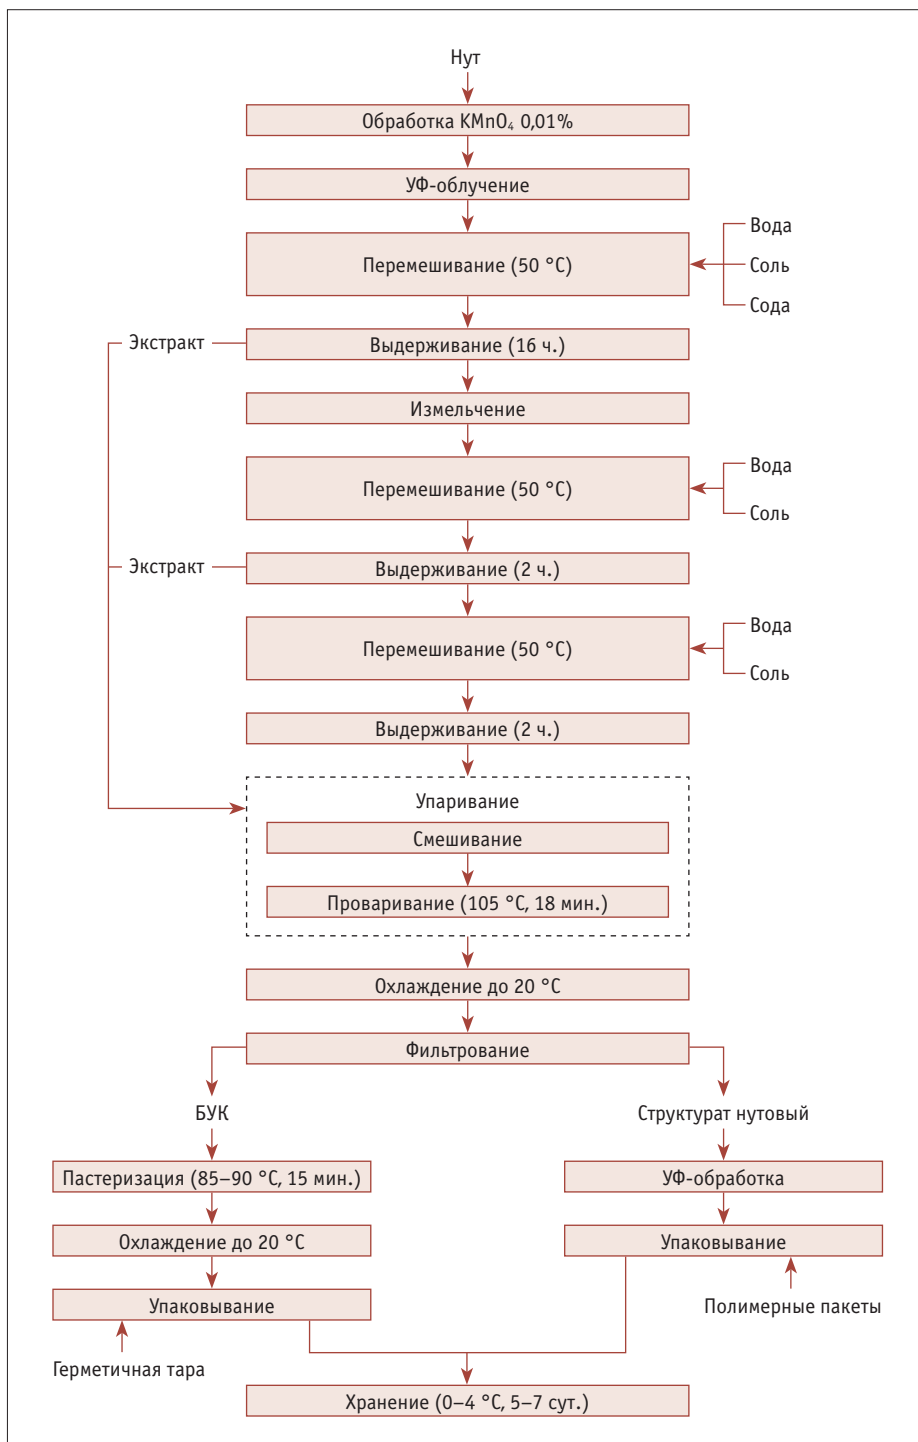 Нут
Обработка KMnO₄ 0,01%
УФ-облучение
Вода
Перемешивание (50 °C)
Соль
Сода
Экстракт
Выдерживание (16 ч.)
Измельчение
Вода
Перемешивание (50 °C)
Соль
Экстракт
Выдерживание (2 ч.)
Вода
Перемешивание (50 °C)
Соль
Выдерживание (2 ч.)
Упаривание
Смешивание
Проваривание (105 °C, 18 мин.)
Охлаждение до 20 °C
Фильтрование
БУК
Структурат нутовый
Пастеризация (85–90 °C, 15 мин.)
УФ-обработка
Охлаждение до 20 °C
Упаковывание
Упаковывание
Полимерные пакеты
Герметичная тара
Хранение (0–4 °C, 5–7 сут.)